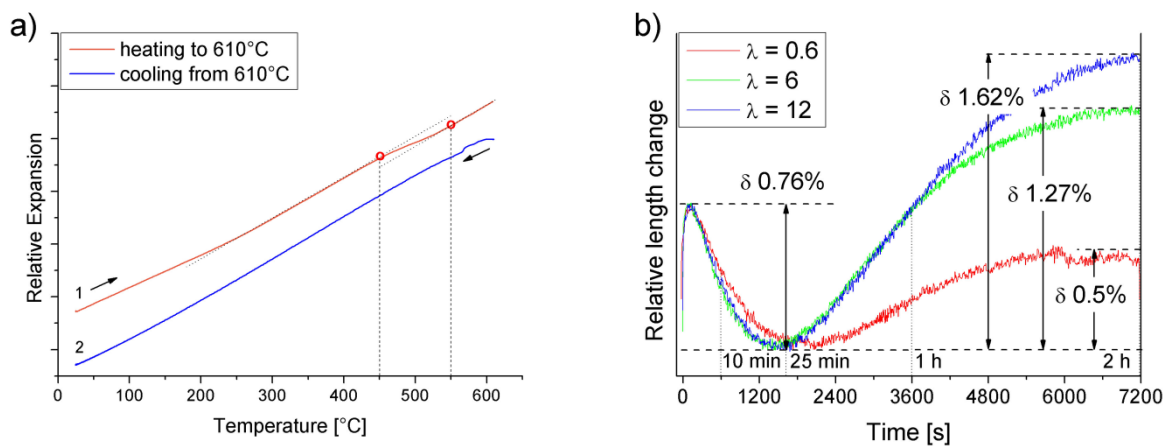 a)
heating to 610°C
cooling from 610°C
Relative Expansion
1
2
0 100 200 300 400 500 600
Temperature [°C]
b)
λ = 0.6
λ = 6
λ = 12
δ 1.62%
δ 0.76%
δ 1.27%
δ 0.5%
Relative length change
10 min 25 min 1 h 2 h
0 1200 2400 3600 4800 6000 7200
Time [s]